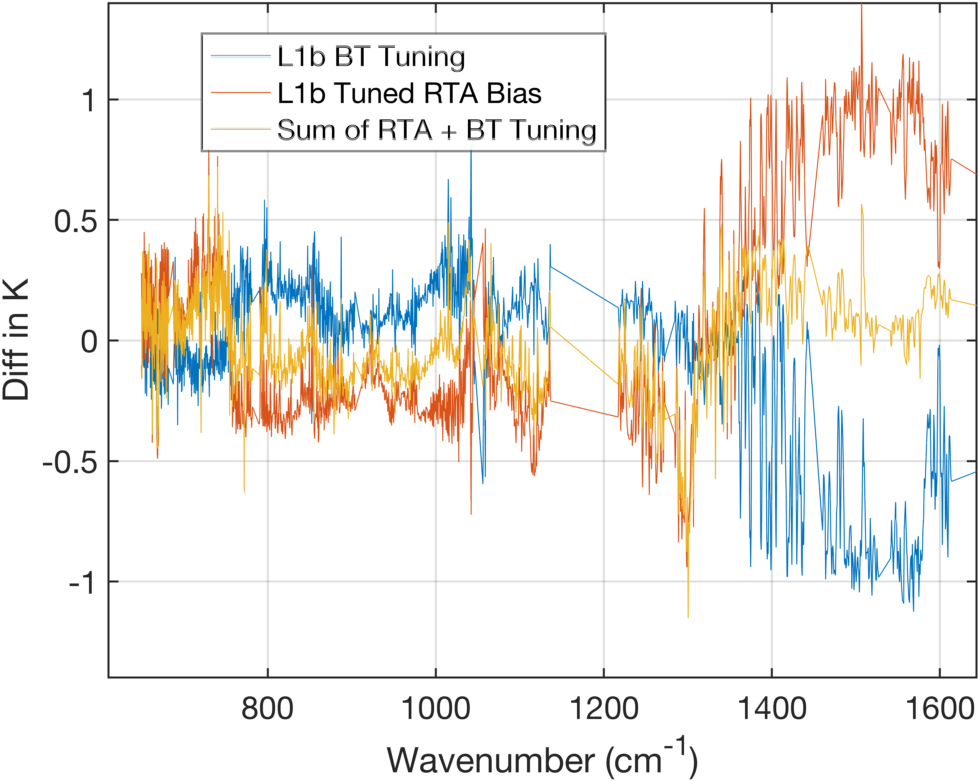 L1b BT Tuning
L1b Tuned RTA Bias
Sum of RTA + BT Tuning
1
0.5
0
-0.5
-1
Diff in K
800 1000 1200 1400 1600
Wavenumber (cm-1)